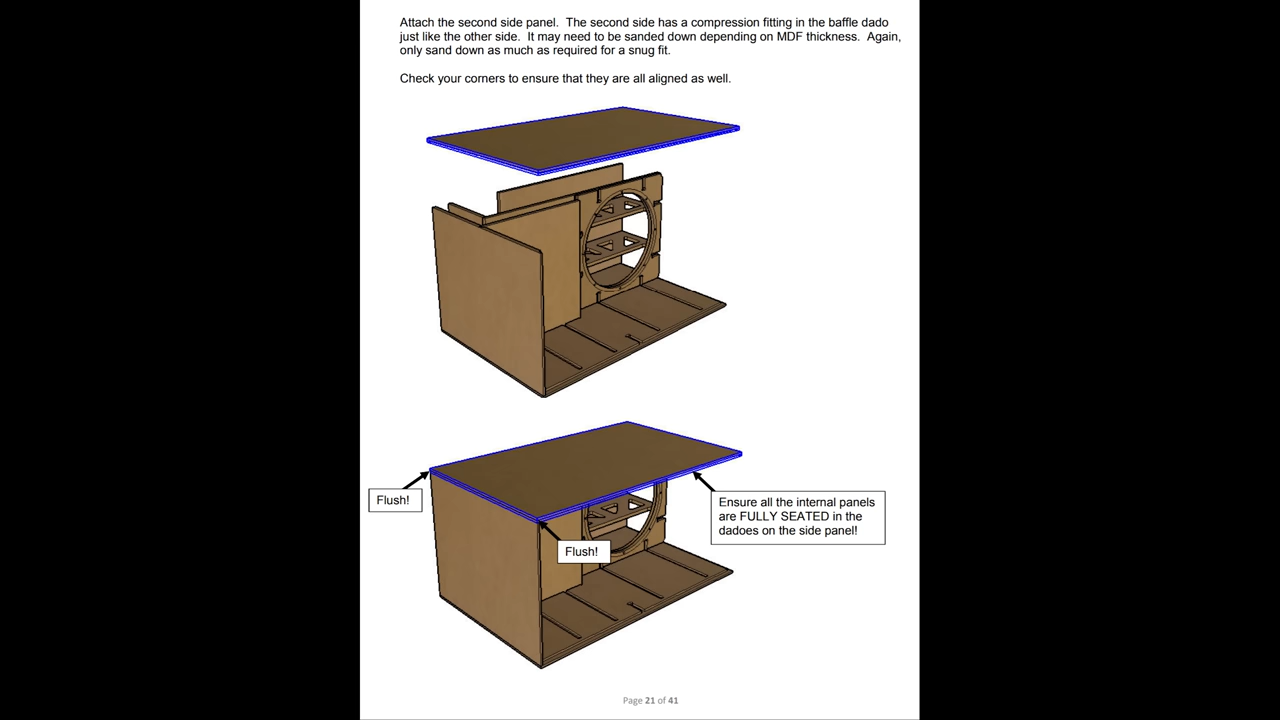 Attach the second side panel.  The second side has a compression fitting in the baffle dado
just like the other side.  It may need to be sanded down depending on MDF thickness.  Again,
only sand down as much as required for a snug fit.
Check your corners to ensure that they are all aligned as well.
Flush!
Ensure all the internal panels
are FULLY SEATED in the
dadoes on the side panel!
Flush!
Page 21 of 41